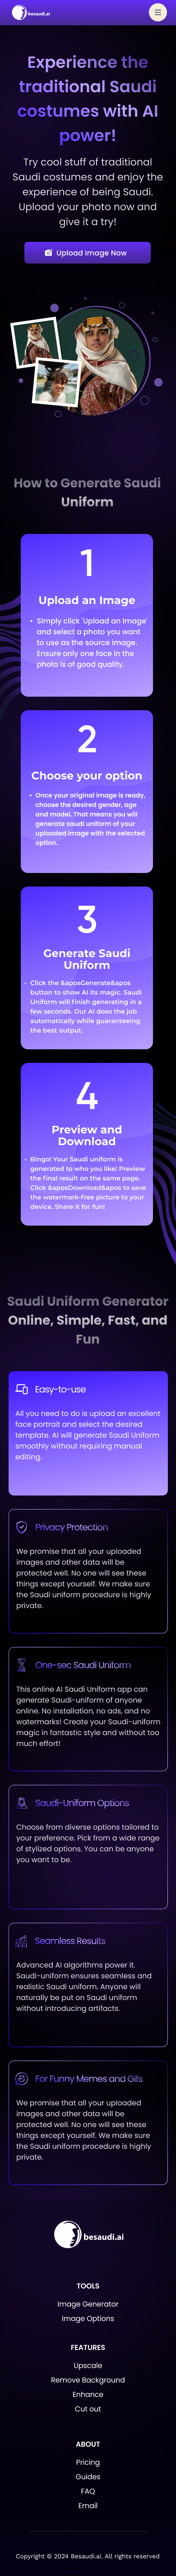 besaudi.ai
Experience the
traditional Saudi
costumes with AI
power!
Try cool stuff of traditional
Saudi costumes and enjoy the
experience of being Saudi.
Upload your photo now and
give it a try!
Upload Image Now
How to Generate Saudi
Uniform
1
Upload an Image
• Simply click 'Upload an Image'
and select a photo you want
to use as the source image.
Ensure only one face in the
photo is of good quality.
2
Choose your option
• Once your original image is ready,
choose the desired gender, age
and model. That means you will
generate saudi uniform of your
uploaded image with the selected
option.
3
Generate Saudi
Uniform
• Click the &aposGenerate&apos
button to show AI its magic. Saudi
Uniform will finish generating in a
few seconds. Our AI does the job
automatically while guaranteeing
the best output.
4
Preview and
Download
• Bingo! Your Saudi uniform is
generated to who you like! Preview
the final result on the same page.
Click &aposDownload&apos to save
the watermark-free picture to your
device. Share it for fun!
Saudi Uniform Generator
Online, Simple, Fast, and
Fun
Easy-to-use
All you need to do is upload an excellent
face portrait and select the desired
template. AI will generate Saudi Uniform
smoothly without requiring manual
editing.
Privacy Protection
We promise that all your uploaded
images and other data will be
protected well. No one will see these
things except yourself. We make sure
the Saudi uniform procedure is highly
private.
One-sec Saudi Uniform
This online AI Saudi Uniform app can
generate Saudi-uniform of anyone
online. No installation, no ads, and no
watermarks! Create your Saudi-uniform
magic in fantastic style and without too
much effort!
Saudi-Uniform Options
Choose from diverse options tailored to
your preference. Pick from a wide range
of stylized options. You can be anyone
you want to be.
Seamless Results
Advanced AI algorithms power it.
Saudi-uniform ensures seamless and
realistic Saudi uniform. Anyone will
naturally be put on Saudi uniform
without introducing artifacts.
For Funny Memes and Gifs
We promise that all your uploaded
images and other data will be
protected well. No one will see these
things except yourself. We make sure
the Saudi uniform procedure is highly
private.
besaudi.ai
TOOLS
Image Generator
Image Options
FEATURES
Upscale
Remove Background
Enhance
Cut out
ABOUT
Pricing
Guides
FAQ
Email
Copyright © 2024 Besaudi.ai. All rights reserved